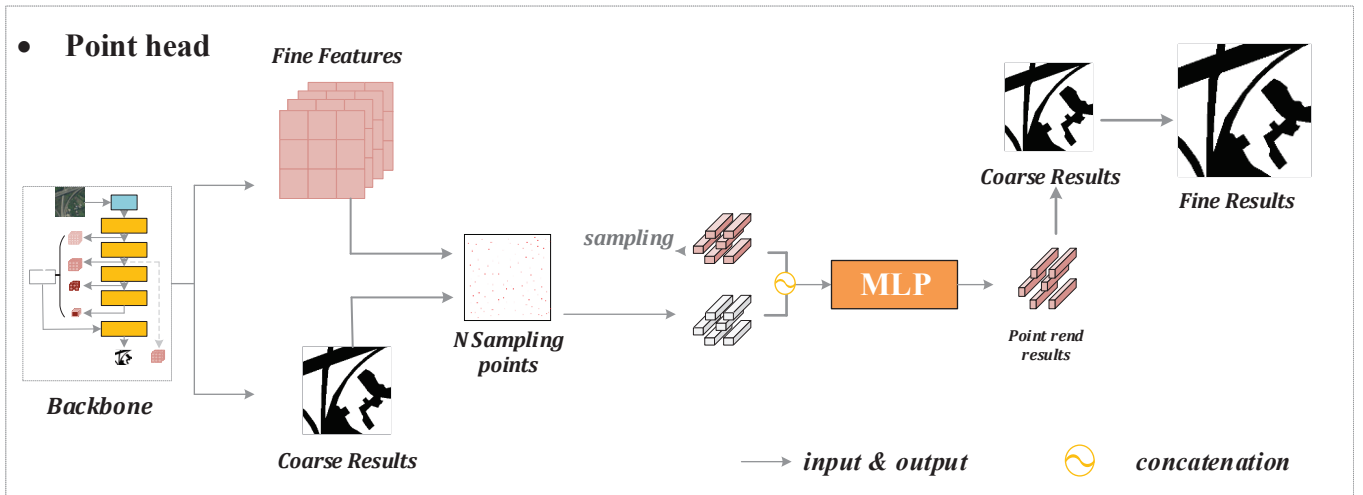 • Point head
Fine Features
Backbone
Coarse Results
N Sampling
points
sampling
MLP
Point rend
results
Coarse Results
Fine Results
input & output
concatenation